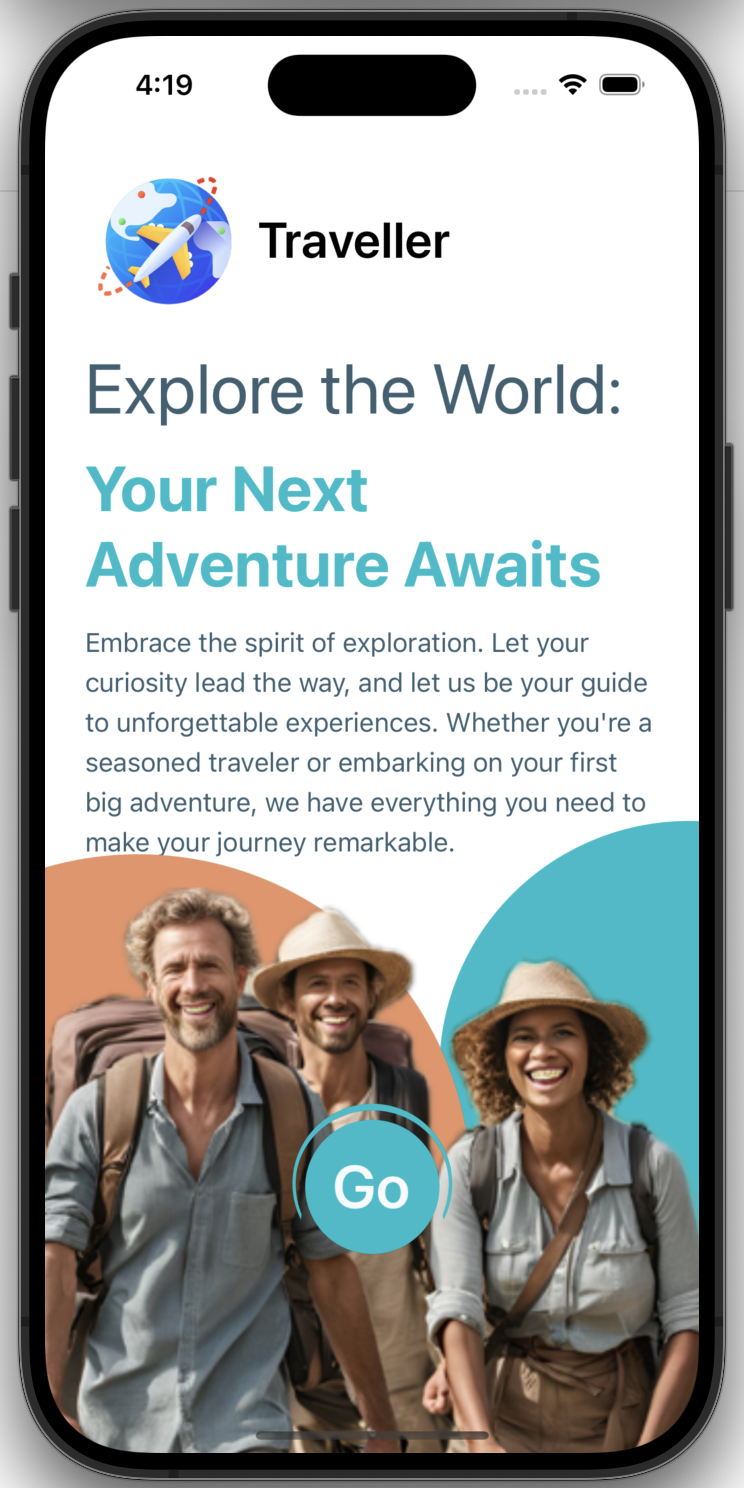 4:19
Traveller
Explore the World:
Your Next
Adventure Awaits
Embrace the spirit of exploration. Let your
curiosity lead the way, and let us be your guide
to unforgettable experiences. Whether you're a
seasoned traveler or embarking on your first
big adventure, we have everything you need to
make your journey remarkable.
Go